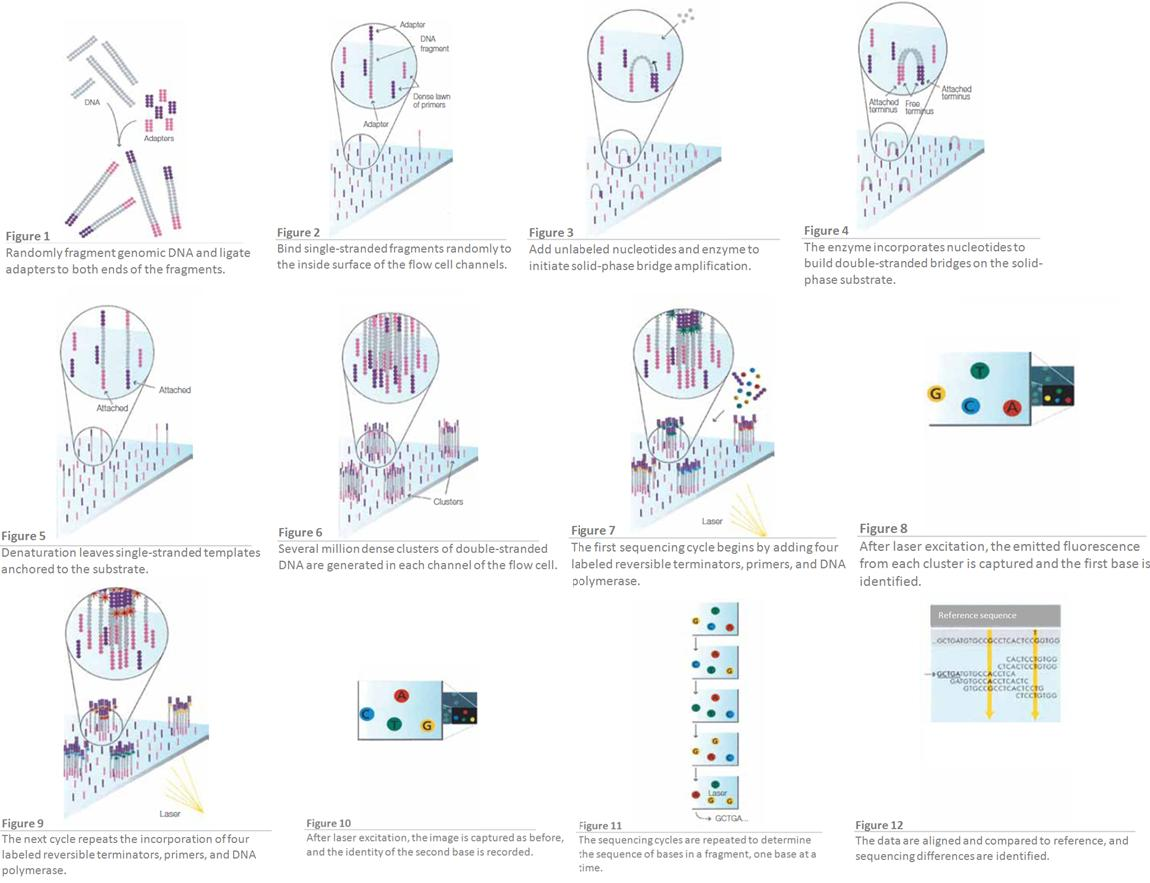 DNA
Adapters
Figure 1
Randomly fragment genomic DNA and ligate
adapters to both ends of the fragments.
Adapter
DNA
fragment
Dense lawn
of primers
Adapter
Figure 2
Bind single-stranded fragments randomly to
the inside surface of the flow cell channels.
Figure 3
Add unlabeled nucleotides and enzyme to
initiate solid-phase bridge amplification.
Attached
terminus
Free
terminus
Attached
terminus
Figure 4
The enzyme incorporates nucleotides to
build double-stranded bridges on the solid-
phase substrate.
Attached
Attached
Figure 5
Denaturation leaves single-stranded templates
anchored to the substrate.
Clusters
Figure 6
Several million dense clusters of double-stranded
DNA are generated in each channel of the flow cell.
Laser
Figure 7
The first sequencing cycle begins by adding four
labeled reversible terminators, primers, and DNA
polymerase.
T
G
C
A
Figure 8
After laser excitation, the emitted fluorescence
from each cluster is captured and the first base is
identified.
Laser
Figure 9
The next cycle repeats the incorporation of four
labeled reversible terminators, primers, and DNA
polymerase.
A
C
T
G
Figure 10
After laser excitation, the image is captured as before,
and the identity of the second base is recorded.
Laser
GCTGA...
Figure 11
The sequencing cycles are repeated to determine
the sequence of bases in a fragment, one base at a
time.
Reference sequence
...GCTGATGTGCCGCCTCACTCCGGTGG
CACTCCTGTGG
CTCACTCCTGTGG
GCTGATGTGCCACCTCA
GATGTGCCACCTCACTC
GTGCCGCCTCACTCCTG
CTCCTGTGG
Figure 12
The data are aligned and compared to reference, and
sequencing differences are identified.